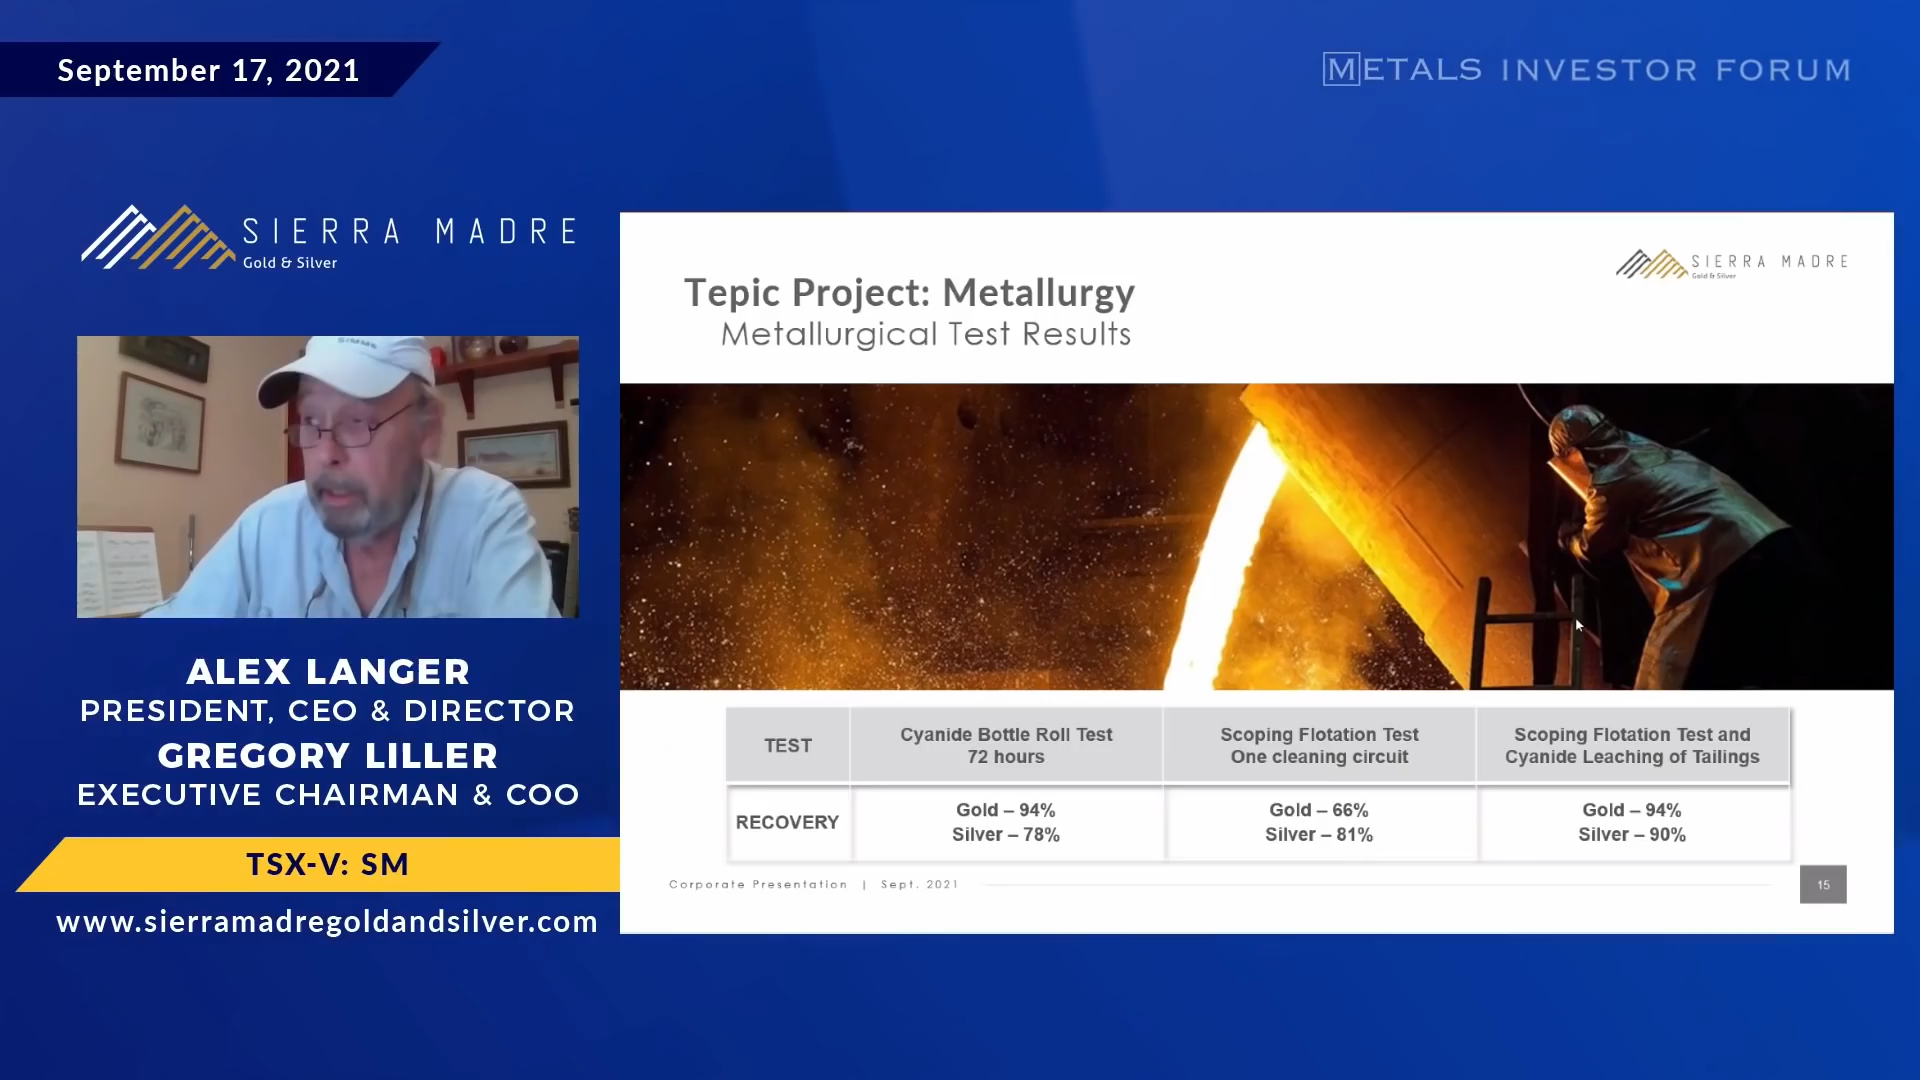 September 17, 2021
METALS INVESTOR FORUM
SIERRA MADRE
Gold & Silver
SIMMS
ALEX LANGER
PRESIDENT, CEO & DIRECTOR
GREGORY LILLER
EXECUTIVE CHAIRMAN & COO
TSX-V: SM
www.sierramadregoldandsilver.com
SIERRA MADRE
Gold & Silver
Tepic Project: Metallurgy
Metallurgical Test Results
TEST
Cyanide Bottle Roll Test
72 hours
Scoping Flotation Test
One cleaning circuit
Scoping Flotation Test and
Cyanide Leaching of Tailings
RECOVERY
Gold – 94%
Silver – 78%
Gold – 66%
Silver – 81%
Gold – 94%
Silver – 90%
Corporate Presentation | Sept. 2021
15